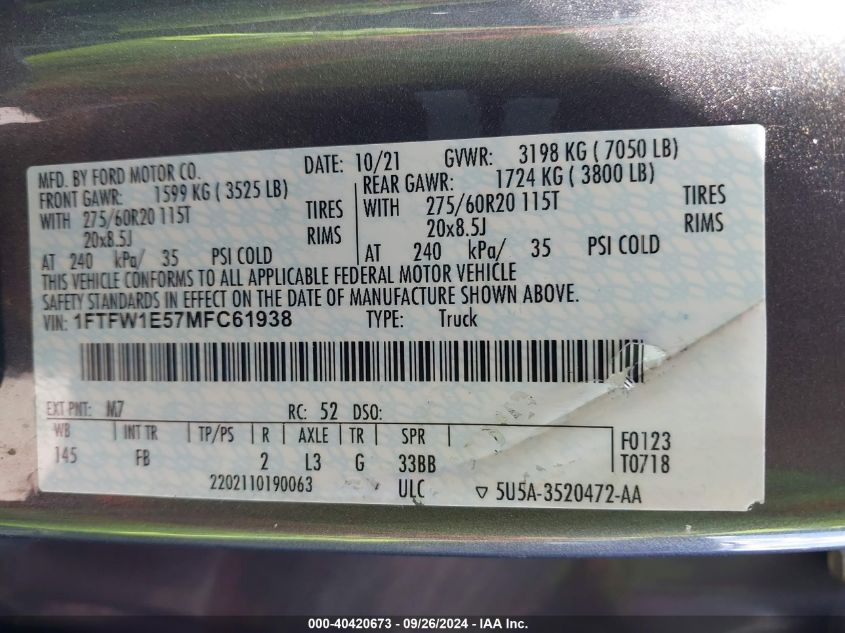 MFD. BY FORD MOTOR CO. DATE: 10/21 GVWR: 3198 KG ( 7050 LB)
FRONT GAWR: 1599 KG ( 3525 LB) REAR GAWR: 1724 KG ( 3800 LB)
WITH 275/60R20 115T TIRES WITH 275/60R20 115T TIRES
20x8.5J RIMS 20x8.5J RIMS
AT 240 kPa/ 35 PSI COLD AT 240 kPa/ 35 PSI COLD
THIS VEHICLE CONFORMS TO ALL APPLICABLE FEDERAL MOTOR VEHICLE
SAFETY STANDARDS IN EFFECT ON THE DATE OF MANUFACTURE SHOWN ABOVE.
VIN: 1FTFW1E57MFC61938 TYPE: Truck
EXT PNT: M7 RC: 52 DSO:
WB INT TR TP/PS R AXLE TR SPR F0123
145 FB 2 L3 G 33BB T0718
2202110190063 ULC ▽ 5U5A-3520472-AA
000-40420673 - 09/26/2024 - IAA Inc.